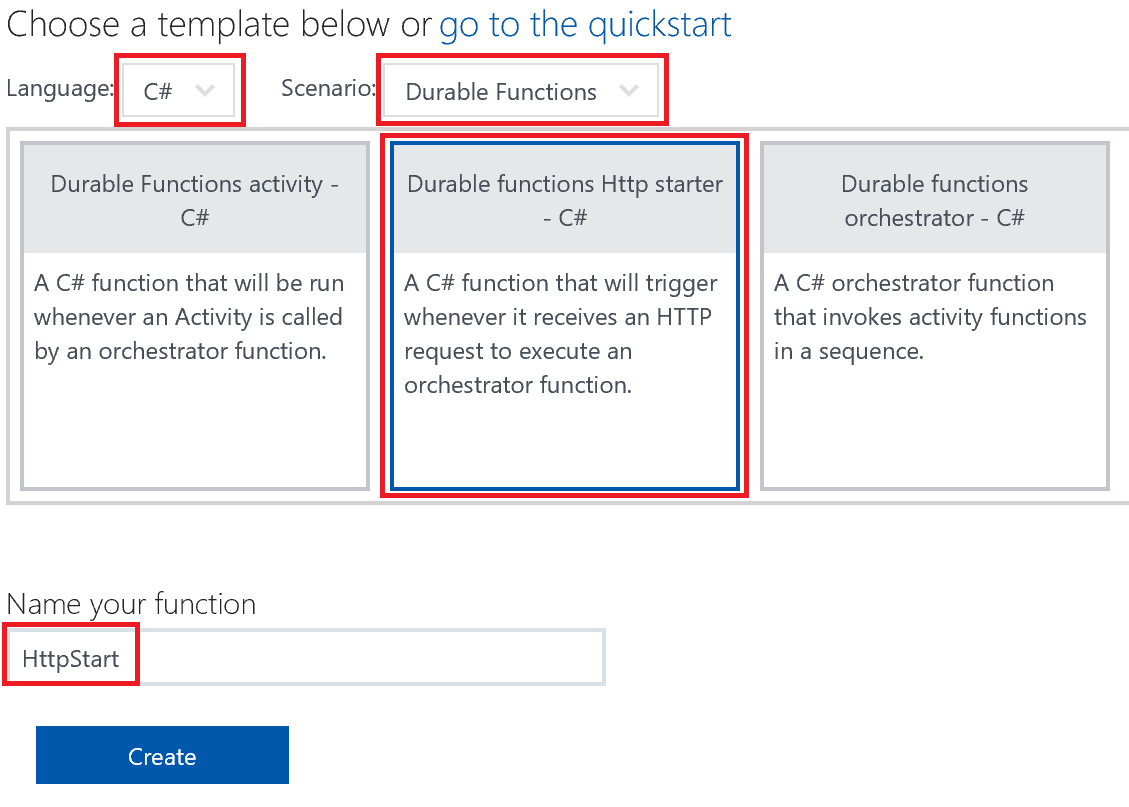 Choose a template below or go to the quickstart
Language: C# Scenario: Durable Functions
Durable Functions activity -
C#
A C# function that will be run
whenever an Activity is called
by an orchestrator function.
Durable functions Http starter
- C#
A C# function that will trigger
whenever it receives an HTTP
request to execute an
orchestrator function.
Durable functions
orchestrator - C#
A C# orchestrator function
that invokes activity functions
in a sequence.
Name your function
HttpStart
Create